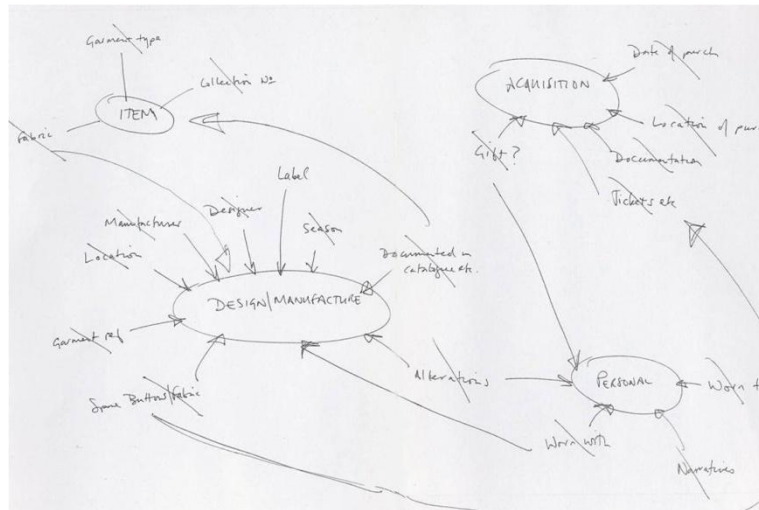 Garment type
Collection No
ITEM
Fabric
Date of purch
ACQUISITION
Location of pur
Gift?
Documentation
Tickets etc
Label
Designer
Manufacturer
Season
Location
Documented in
catalogue etc.
DESIGN/MANUFACTURE
Garment ref
Spare Buttons/Fabric
Alterations
PERSONAL
Worn
Worn with
Narratives